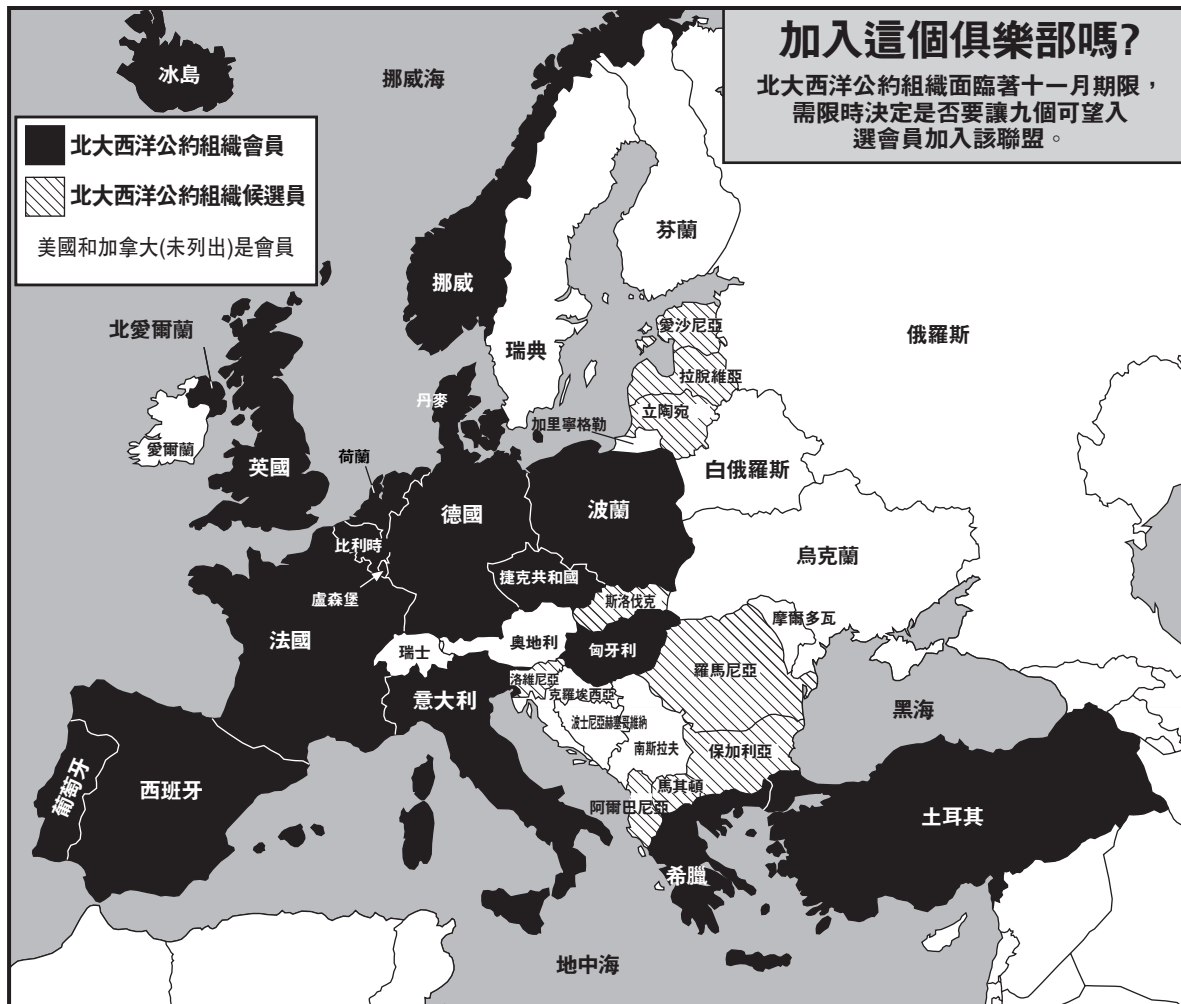 加入這個俱樂部嗎?
北大西洋公約組織面臨著十一月期限，
需限時決定是否要讓九個可望入
選會員加入該聯盟。
北大西洋公約組織會員
北大西洋公約組織候選員
美國和加拿大(未列出)是會員
冰島
挪威海
芬蘭
挪威
北愛爾蘭
愛沙尼亞
俄羅斯
瑞典
拉脫維亞
丹麥
立陶宛
加里寧格勒
愛爾蘭
荷蘭
英國
白俄羅斯
德國
波蘭
比利時
烏克蘭
捷克共和國
盧森堡
斯洛伐克
摩爾多瓦
法國
奧地利
瑞士
匈牙利
羅馬尼亞
洛維尼亞
克羅埃西亞
意大利
黑海
波士尼亞赫塞哥維納
南斯拉夫
保加利亞
葡萄牙
西班牙
馬其頓
阿爾巴尼亞
土耳其
希臘
地中海